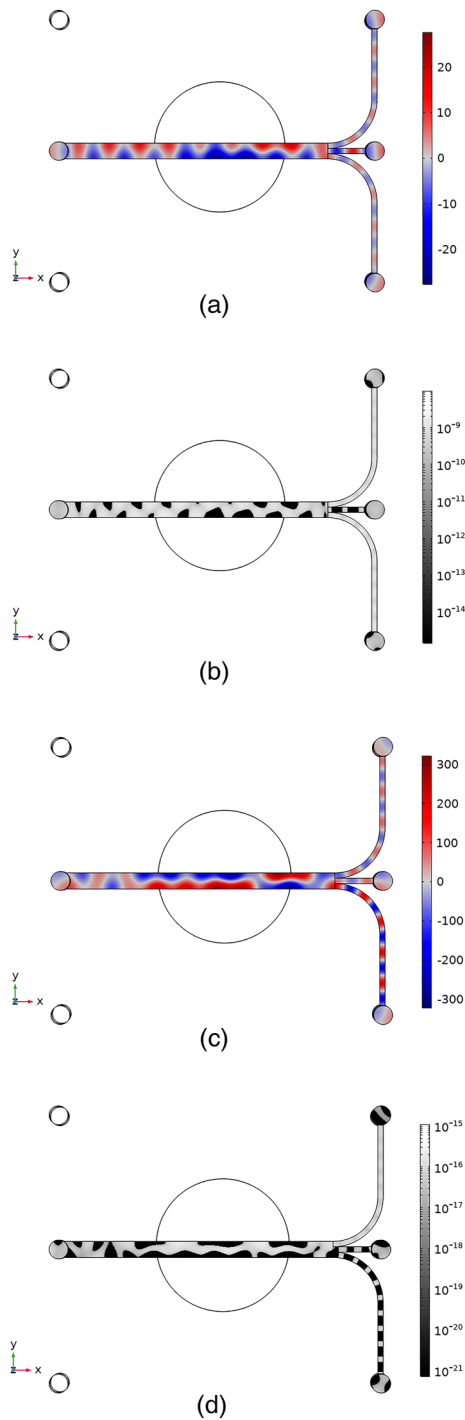 20
10
0
-10
-20
y
z x
(a)
10⁻⁹
10⁻¹⁰
10⁻¹¹
10⁻¹²
10⁻¹³
10⁻¹⁴
y
z x
(b)
300
200
100
0
-100
-200
-300
y
z x
(c)
10⁻¹⁵
10⁻¹⁶
10⁻¹⁷
10⁻¹⁸
10⁻¹⁹
10⁻²⁰
10⁻²¹
y
z x
(d)